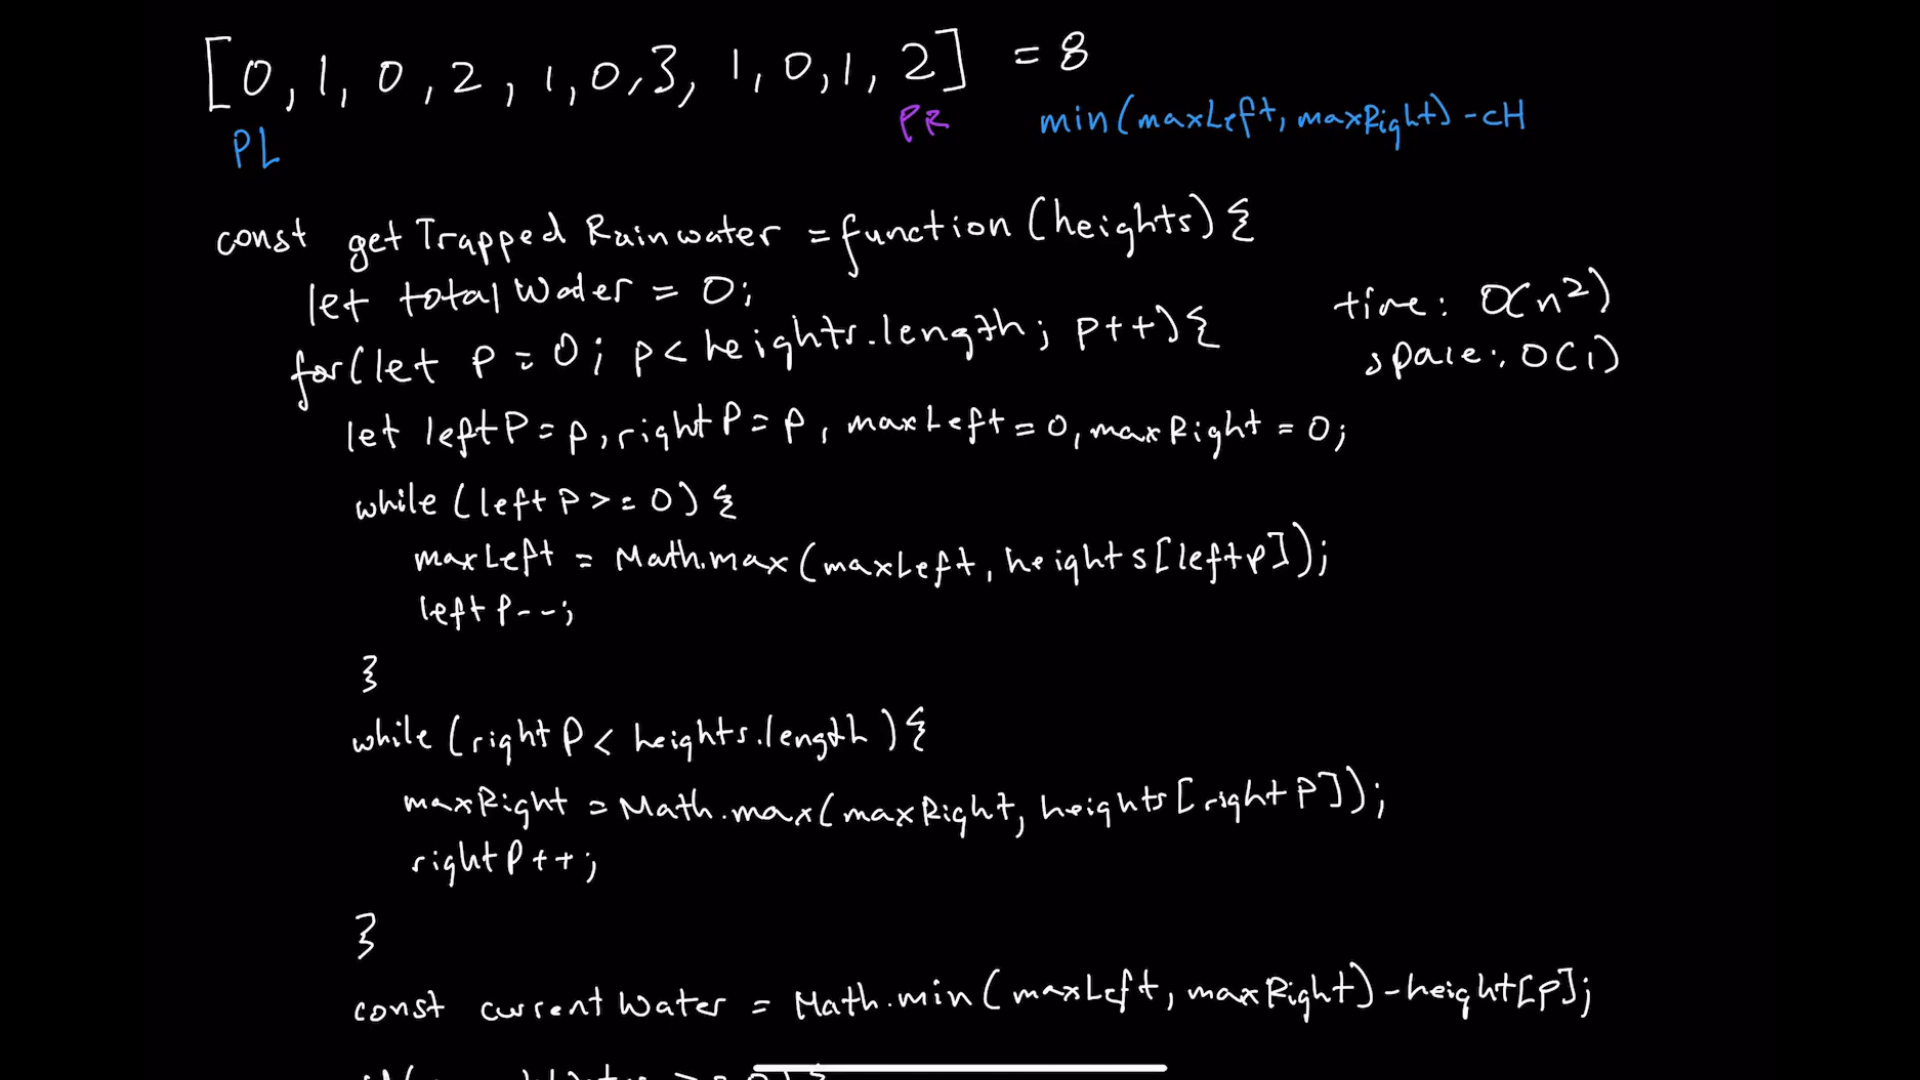 [0, 1, 0, 2, 1, 0, 3, 1, 0, 1, 2] = 8
PL PR min(maxLeft, maxRight) - cH
const getTrappedRainwater = function(heights){
let totalWater = 0;
for(let p = 0; p < heights.length; p++){
time: O(n²)
space: O(1)
let leftP = p, rightP = p, maxLeft = 0, maxRight = 0;
while (leftP >= 0) {
maxLeft = Math.max(maxLeft, heights[leftP]);
leftP--;
}
while (rightP < heights.length){
maxRight = Math.max(maxRight, heights[rightP]);
rightP++;
}
const currentWater = Math.min(maxLeft, maxRight) - height[p];